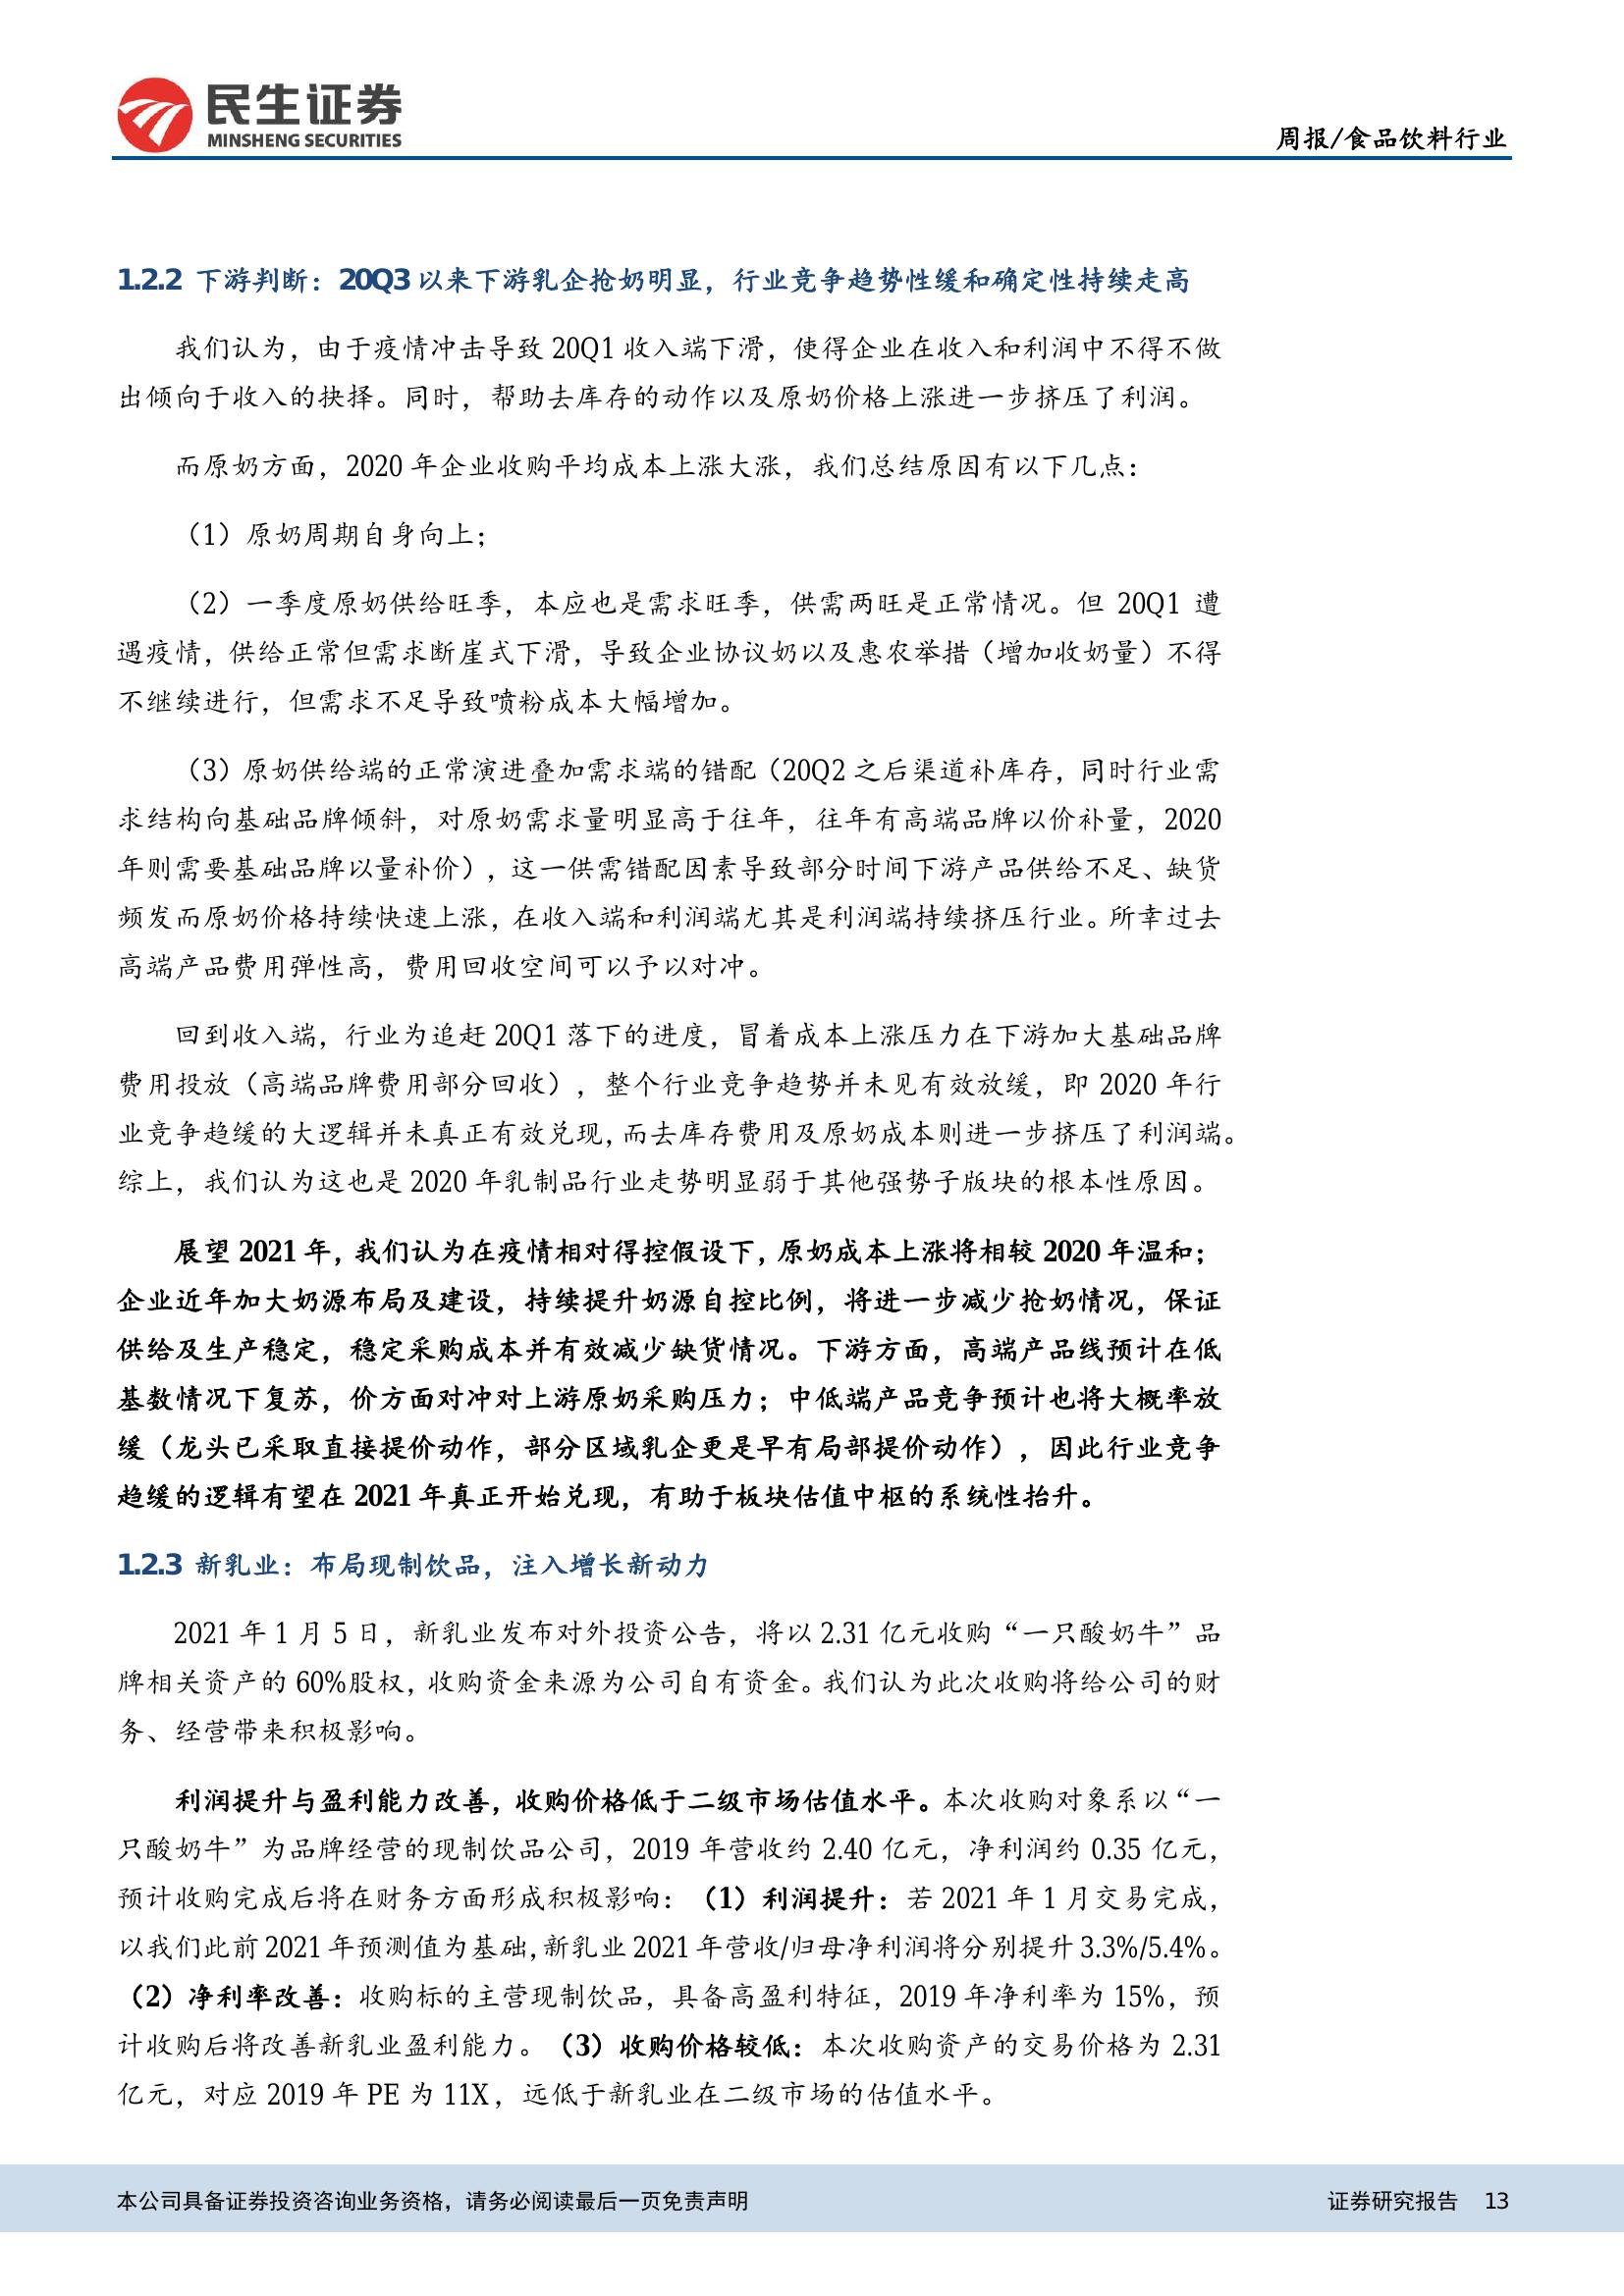 民生证券
MINSHENG SECURITIES
周报/食品饮料行业
1.2.2 下游判断：20Q3 以来下游乳企抢奶明显，行业竞争趋势性缓和确定性持续走高
我们认为，由于疫情冲击导致 20Q1 收入端下滑，使得企业在收入和利润中不得不做
出倾向于收入的抉择。同时，帮助去库存的动作以及原奶价格上涨进一步挤压了利润。
而原奶方面，2020 年企业收购平均成本上涨大涨，我们总结原因有以下几点：
（1）原奶周期自身向上；
（2）一季度原奶供给旺季，本应也是需求旺季，供需两旺是正常情况。但 20Q1 遭
遇疫情，供给正常但需求断崖式下滑，导致企业协议奶以及惠农举措（增加收奶量）不得
不继续进行，但需求不足导致喷粉成本大幅增加。
（3）原奶供给端的正常演进叠加需求端的错配（20Q2 之后渠道补库存，同时行业需
求结构向基础品牌倾斜，对原奶需求量明显高于往年，往年有高端品牌以价补量，2020
年则需要基础品牌以量补价），这一供需错配因素导致部分时间下游产品供给不足、缺货
频发而原奶价格持续快速上涨，在收入端和利润端尤其是利润端持续挤压行业。所幸过去
高端产品费用弹性高，费用回收空间可以予以对冲。
回到收入端，行业为追赶 20Q1 落下的进度，冒着成本上涨压力在下游加大基础品牌
费用投放（高端品牌费用部分回收），整个行业竞争趋势并未见有效放缓，即 2020 年行
业竞争趋缓的大逻辑并未真正有效兑现，而去库存费用及原奶成本则进一步挤压了利润端。
综上，我们认为这也是 2020 年乳制品行业走势明显弱于其他强势子版块的根本性原因。
展望 2021 年，我们认为在疫情相对得控假设下，原奶成本上涨将相较 2020 年温和；
企业近年加大奶源布局及建设，持续提升奶源自控比例，将进一步减少抢奶情况，保证
供给及生产稳定，稳定采购成本并有效减少缺货情况。下游方面，高端产品线预计在低
基数情况下复苏，价方面对冲对上游原奶采购压力；中低端产品竞争预计也将大概率放
缓（龙头已采取直接提价动作，部分区域乳企更是早有局部提价动作），因此行业竞争
趋缓的逻辑有望在 2021 年真正开始兑现，有助于板块估值中枢的系统性抬升。
1.2.3 新乳业：布局现制饮品，注入增长新动力
2021 年 1 月 5 日，新乳业发布对外投资公告，将以 2.31 亿元收购“一只酸奶牛”品
牌相关资产的 60%股权，收购资金来源为公司自有资金。我们认为此次收购将给公司的财
务、经营带来积极影响。
利润提升与盈利能力改善，收购价格低于二级市场估值水平。本次收购对象系以“一
只酸奶牛”为品牌经营的现制饮品公司，2019 年营收约 2.40 亿元，净利润约 0.35 亿元，
预计收购完成后将在财务方面形成积极影响：（1）利润提升：若 2021 年 1 月交易完成，
以我们此前 2021 年预测值为基础，新乳业 2021 年营收/归母净利润将分别提升 3.3%/5.4%。
（2）净利率改善：收购标的主营现制饮品，具备高盈利特征，2019 年净利率为 15%，预
计收购后将改善新乳业盈利能力。（3）收购价格较低：本次收购资产的交易价格为 2.31
亿元，对应 2019 年 PE 为 11X，远低于新乳业在二级市场的估值水平。
本公司具备证券投资咨询业务资格，请务必阅读最后一页免责声明
证券研究报告 13